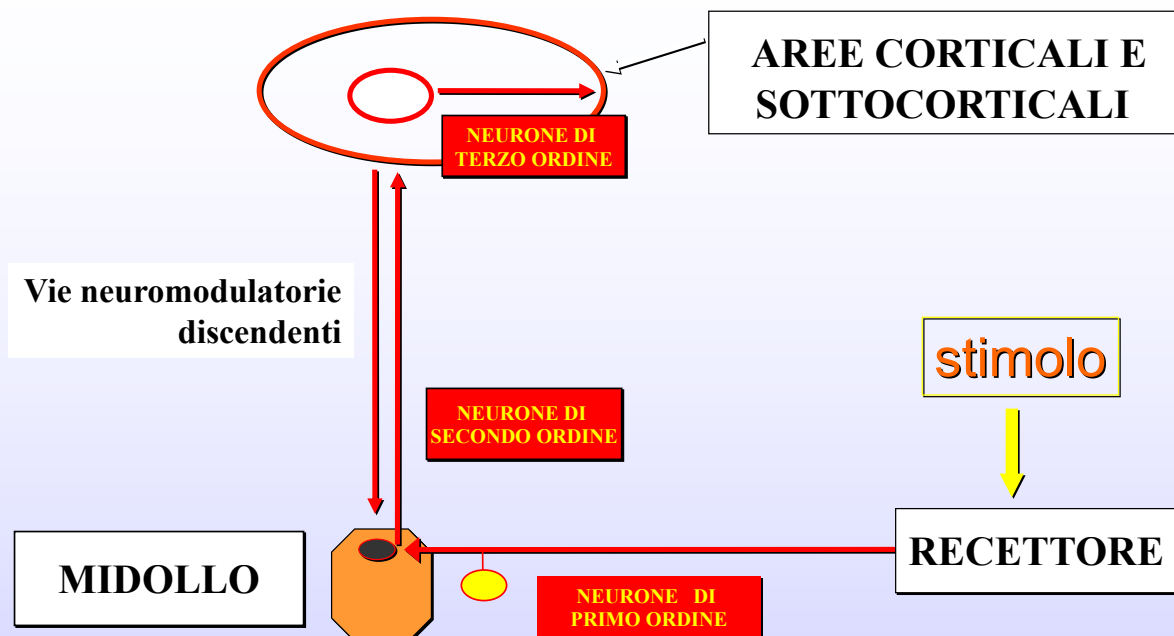 AREE CORTICALI E
SOTTOCORTICALI
NEURONE DI
TERZO ORDINE
Vie neuromodulatorie
discendenti
stimolo
NEURONE DI
SECONDO ORDINE
MIDOLLO
RECETTORE
NEURONE DI
PRIMO ORDINE